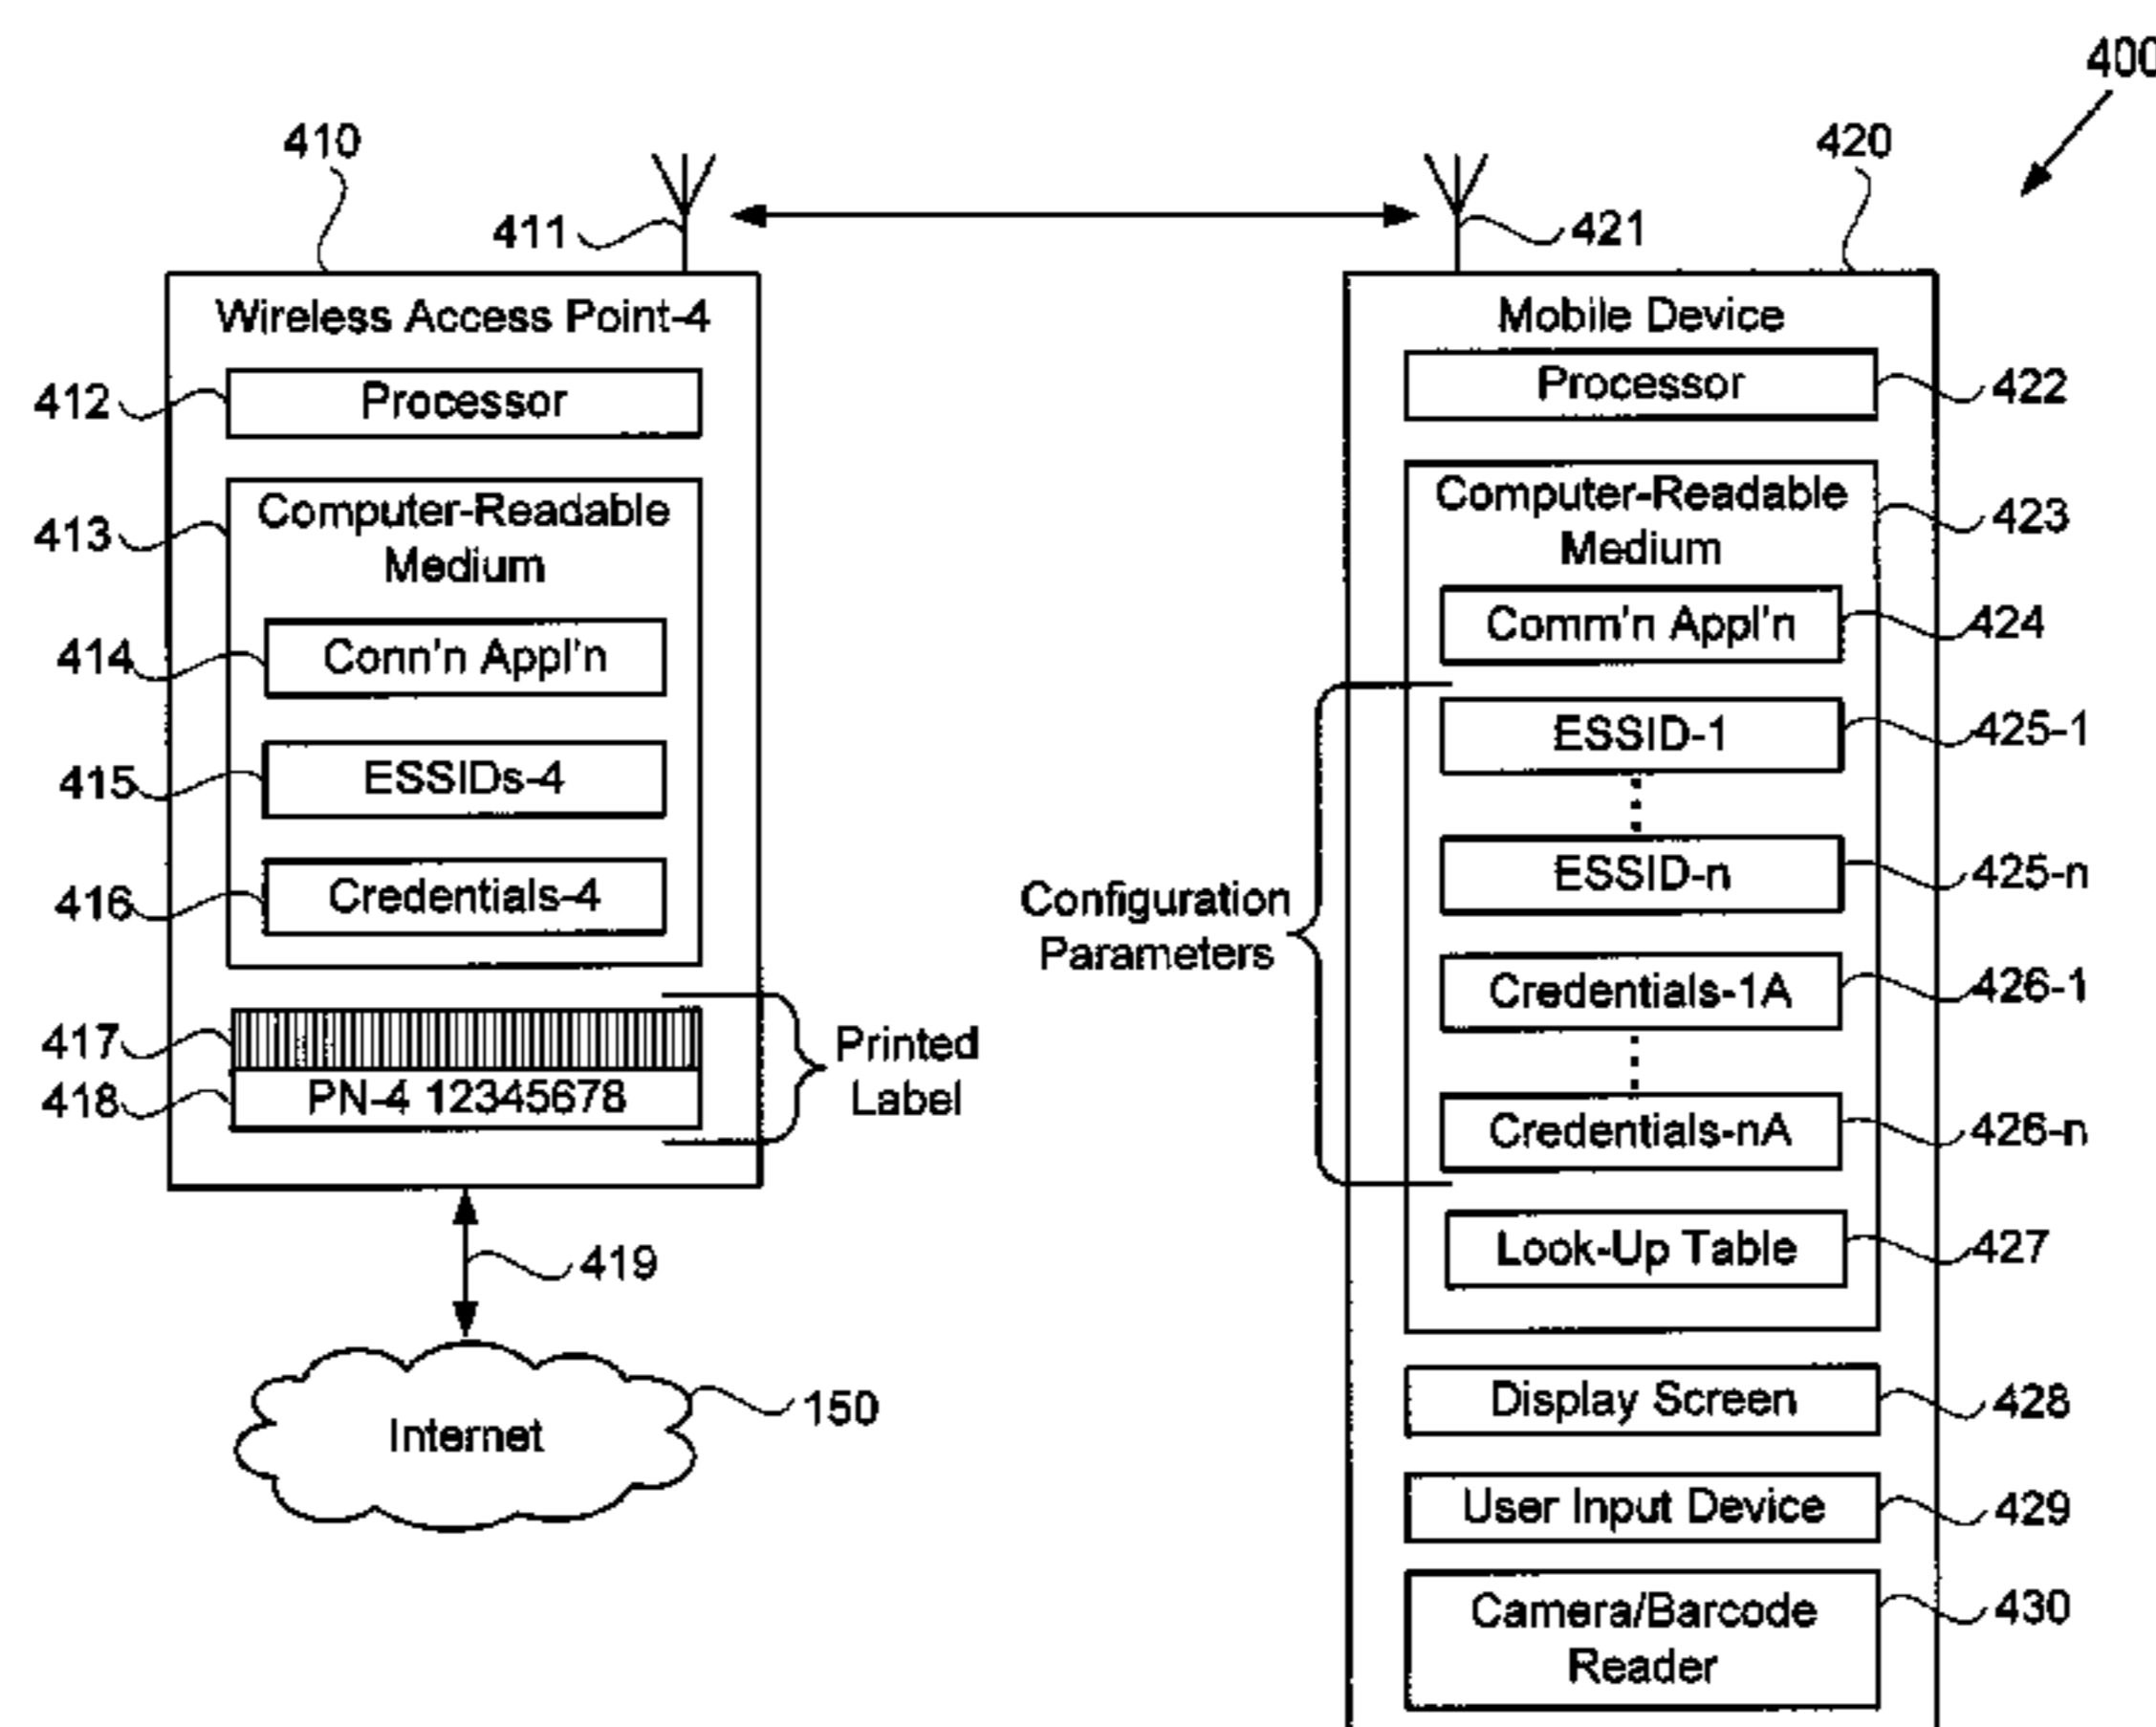 400
410
411
Wireless Access Point-4
412
Processor
413
Computer-Readable
Medium
414
Conn'n Appl'n
415
ESSIDs-4
416
Credentials-4
417
418
PN-4 12345678
Printed
Label
419
Internet
150
420
421
Mobile Device
Processor
422
Computer-Readable
Medium
423
Comm'n Appl'n
424
Configuration
Parameters
ESSID-1
425-1
ESSID-n
425-n
Credentials-1A
426-1
Credentials-nA
426-n
Look-Up Table
427
Display Screen
428
User Input Device
429
Camera/Barcode
Reader
430